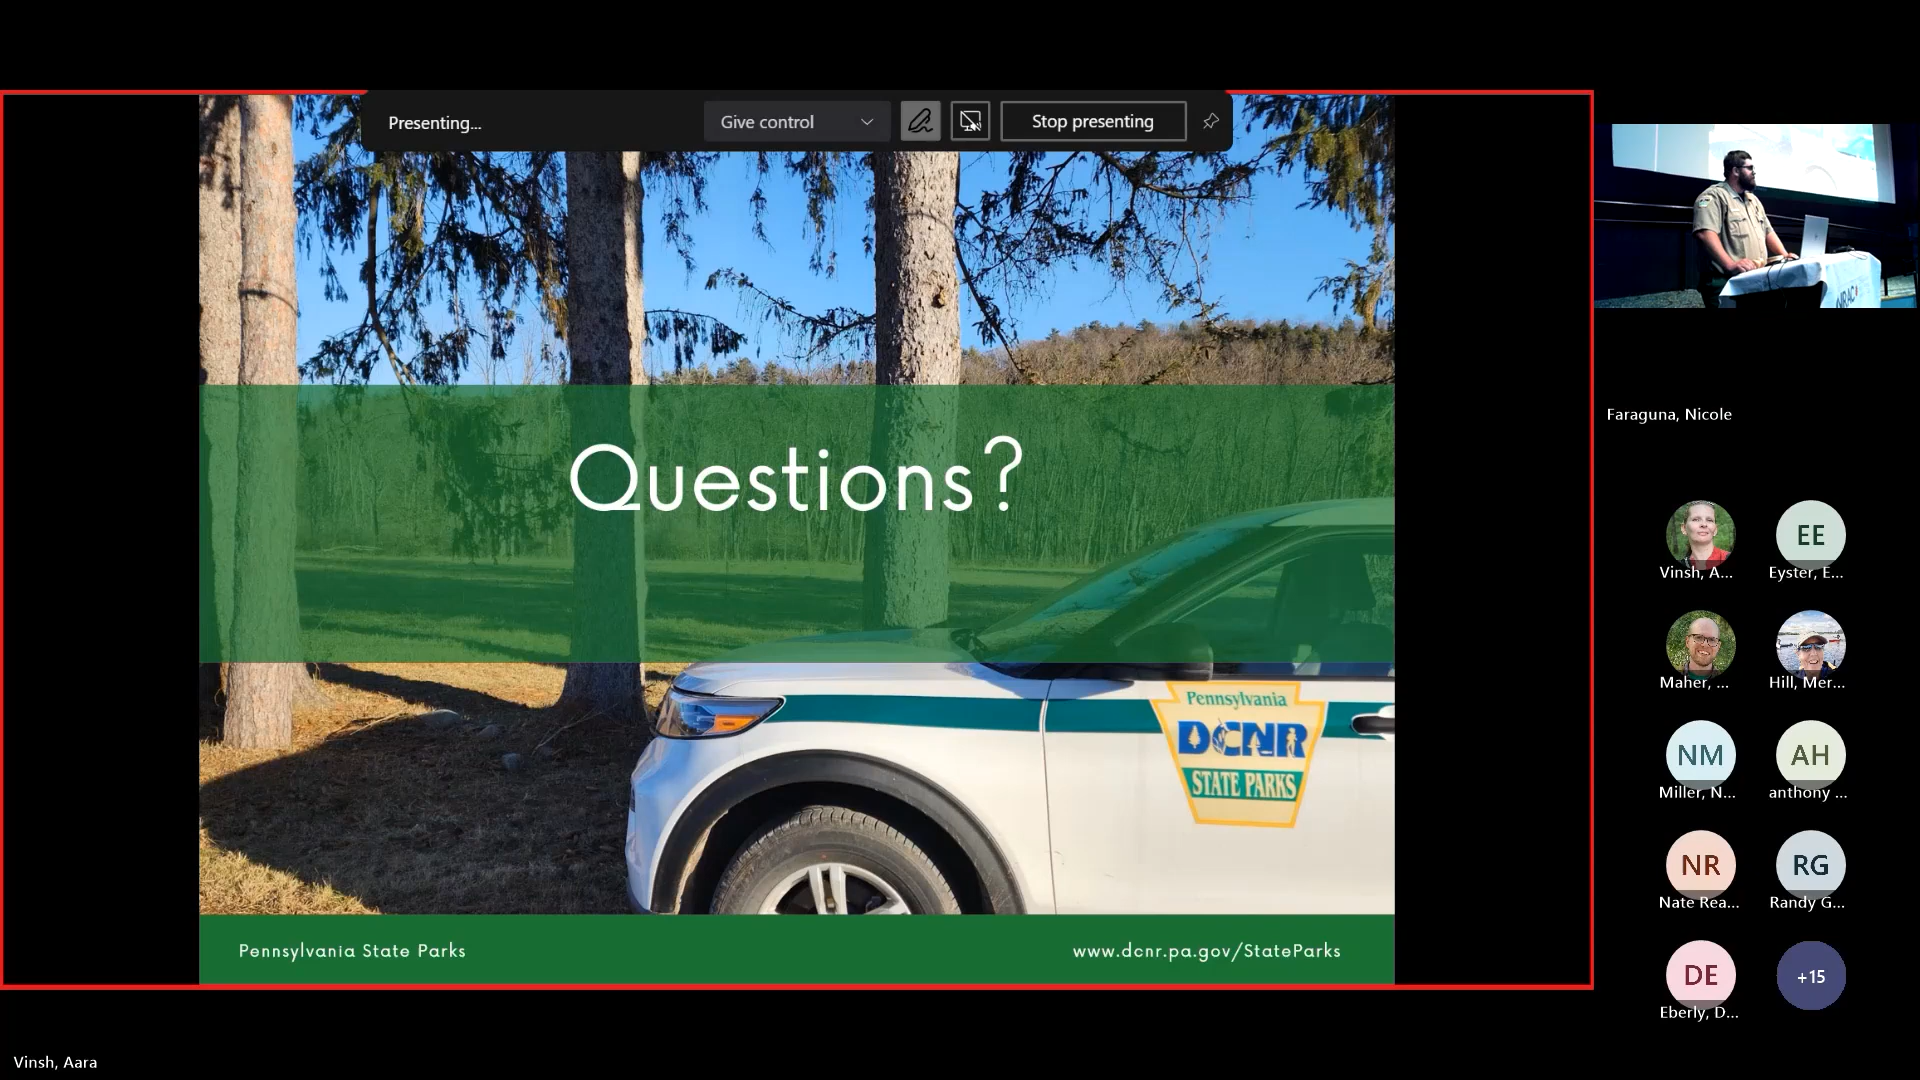 Presenting...
Give control
Stop presenting
Questions?
Pennsylvania
DCNR
STATE PARKS
Pennsylvania State Parks
www.dcnr.pa.gov/StateParks
Faraguna, Nicole
Vinsh, A...
EE
Eyster, E...
Maher, ...
Hill, Mer...
NM
Miller, N...
AH
anthony ...
NR
Nate Rea...
RG
Randy G...
DE
Eberly, D...
+15
Vinsh, Aara